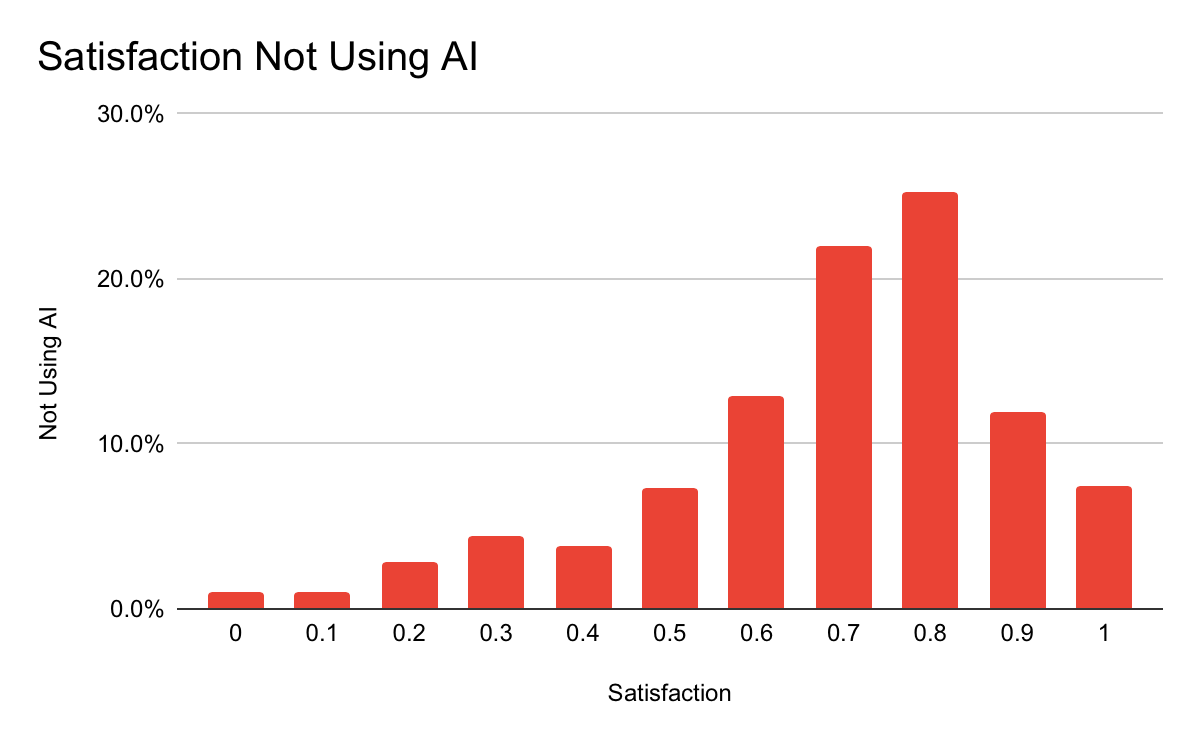 Satisfaction Not Using AI
30.0%
20.0%
10.0%
0.0%
Not Using AI
0 0.1 0.2 0.3 0.4 0.5 0.6 0.7 0.8 0.9 1
Satisfaction